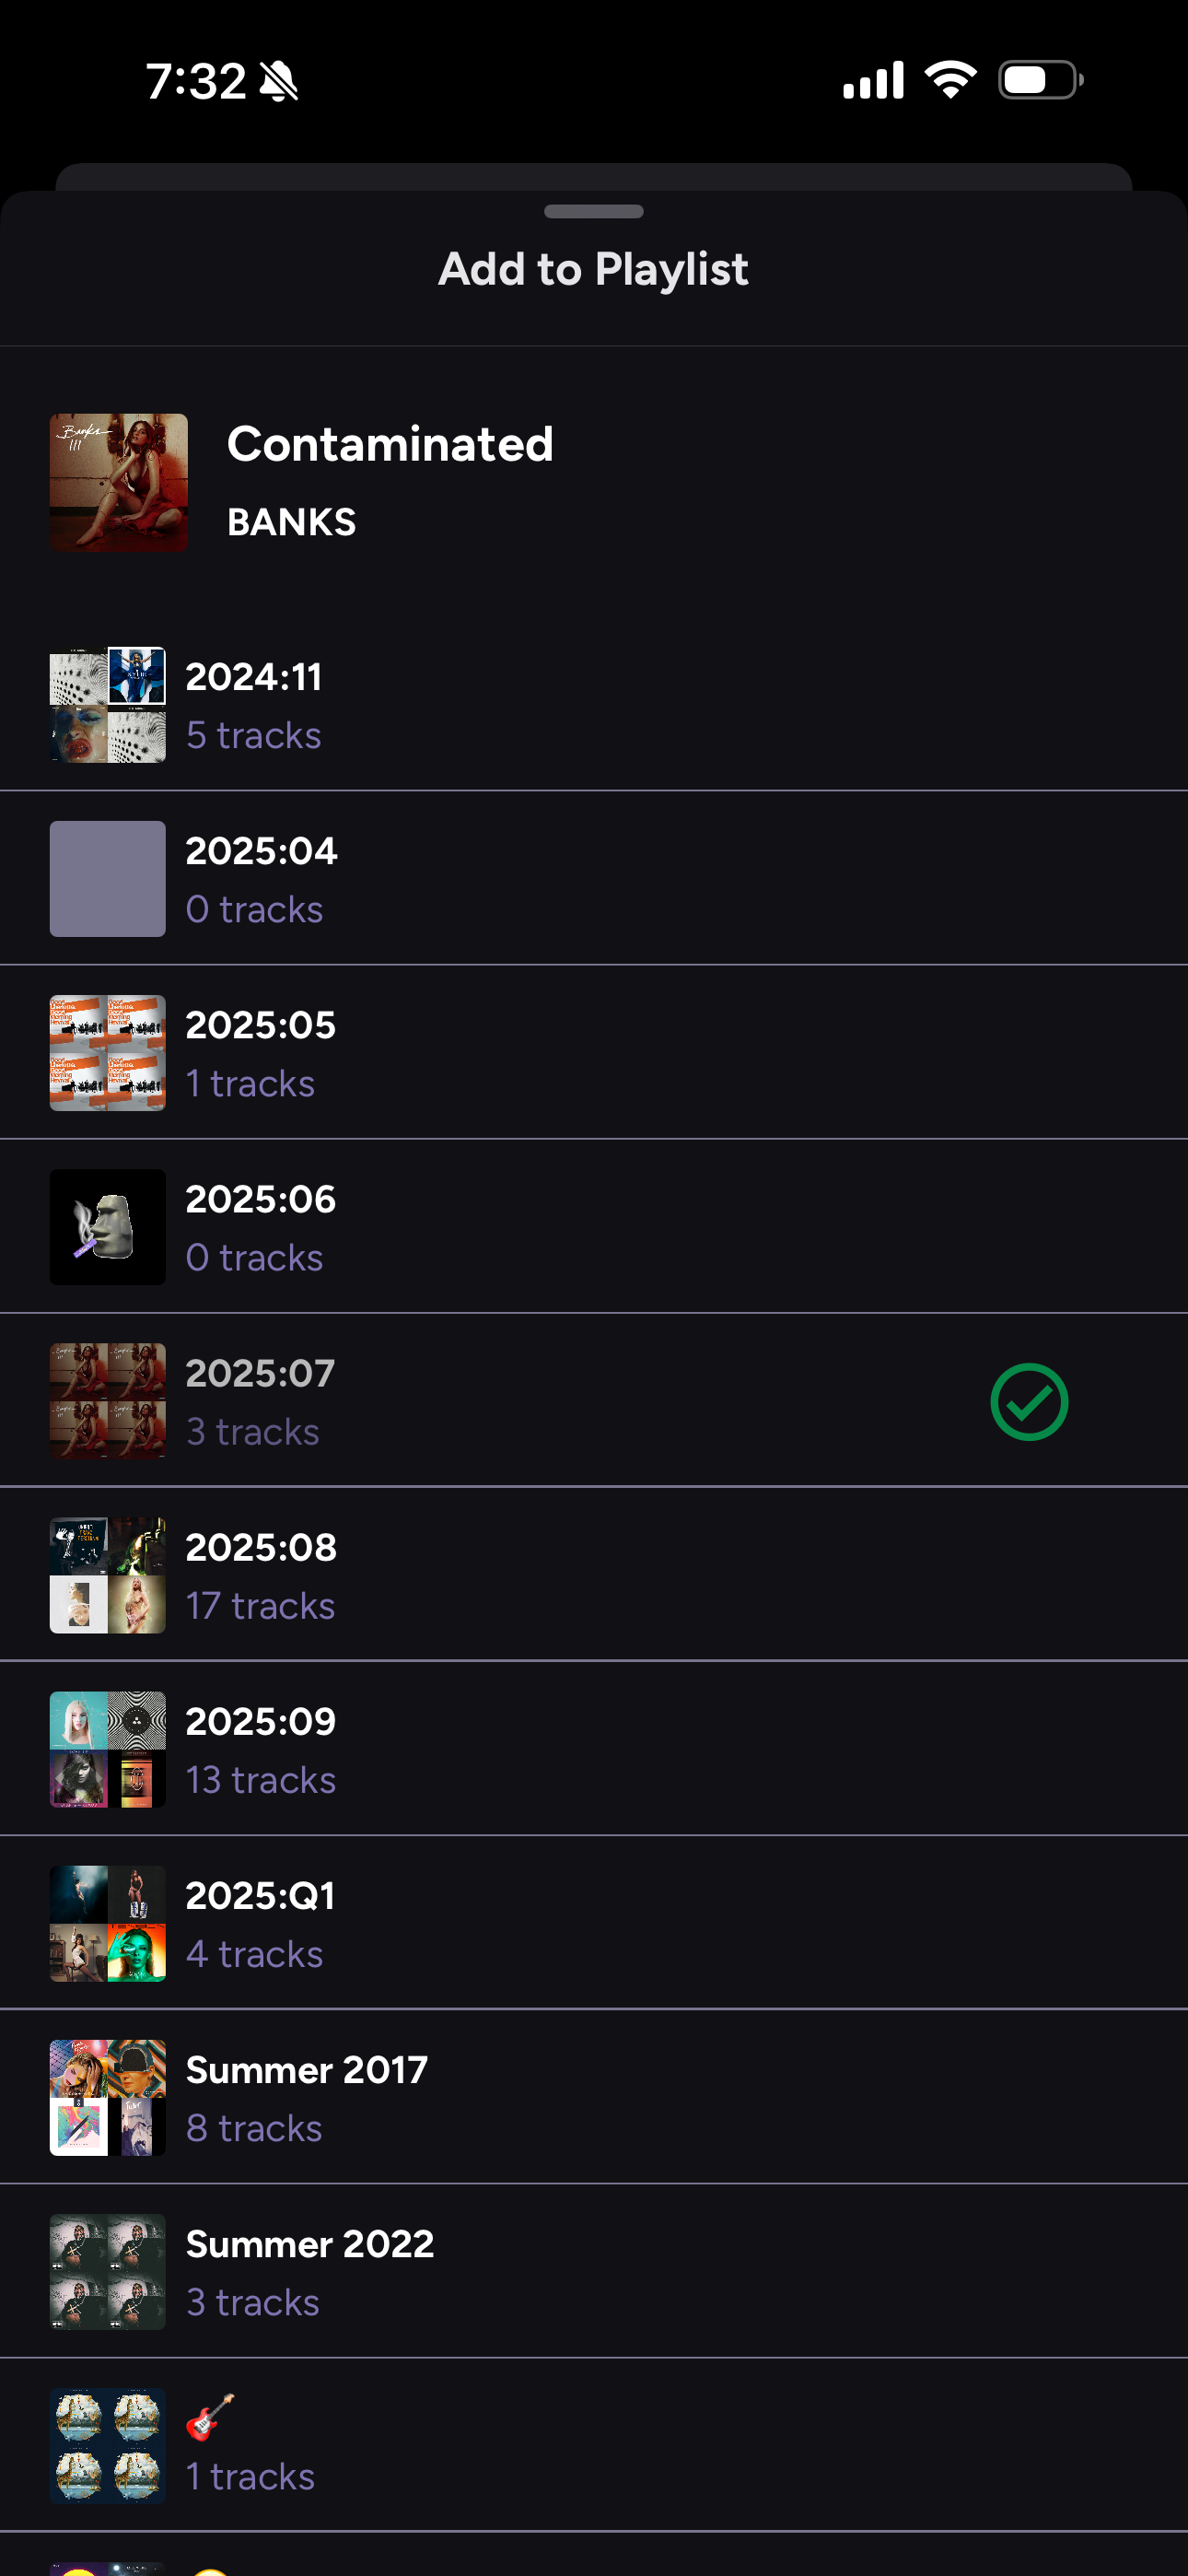 7:32
Add to Playlist
Banks
III
Contaminated
BANKS
2024:11
5 tracks
2025:04
0 tracks
2025:05
1 tracks
2025:06
0 tracks
2025:07
3 tracks
2025:08
17 tracks
2025:09
13 tracks
2025:Q1
4 tracks
Summer 2017
8 tracks
Summer 2022
3 tracks
🎸
1 tracks